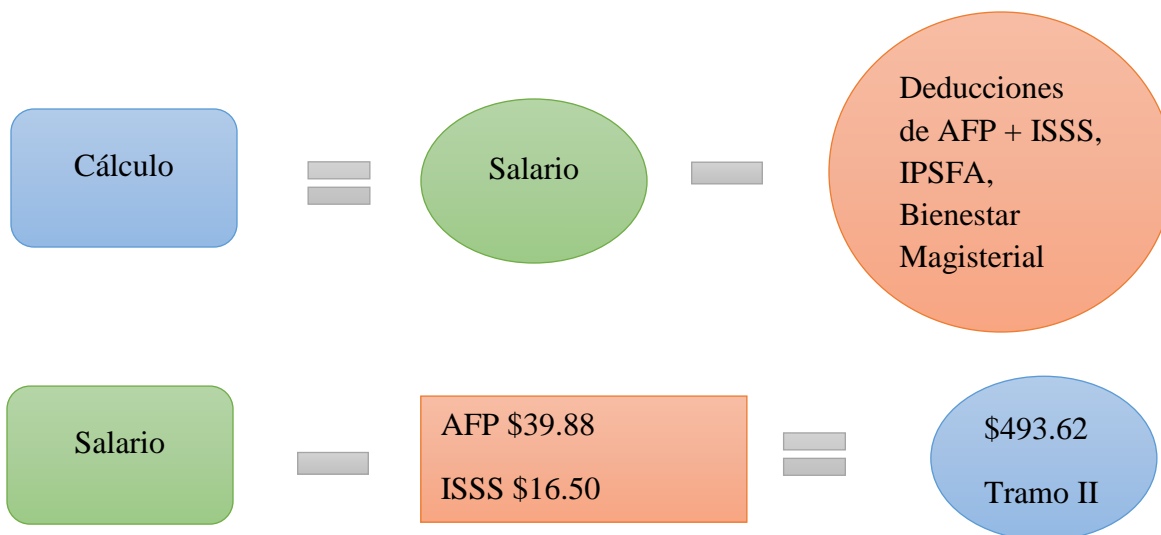 Cálculo
Salario
Deducciones
de AFP + ISSS,
IPSFA,
Bienestar
Magisterial
Salario
AFP $39.88
ISSS $16.50
$493.62
Tramo II